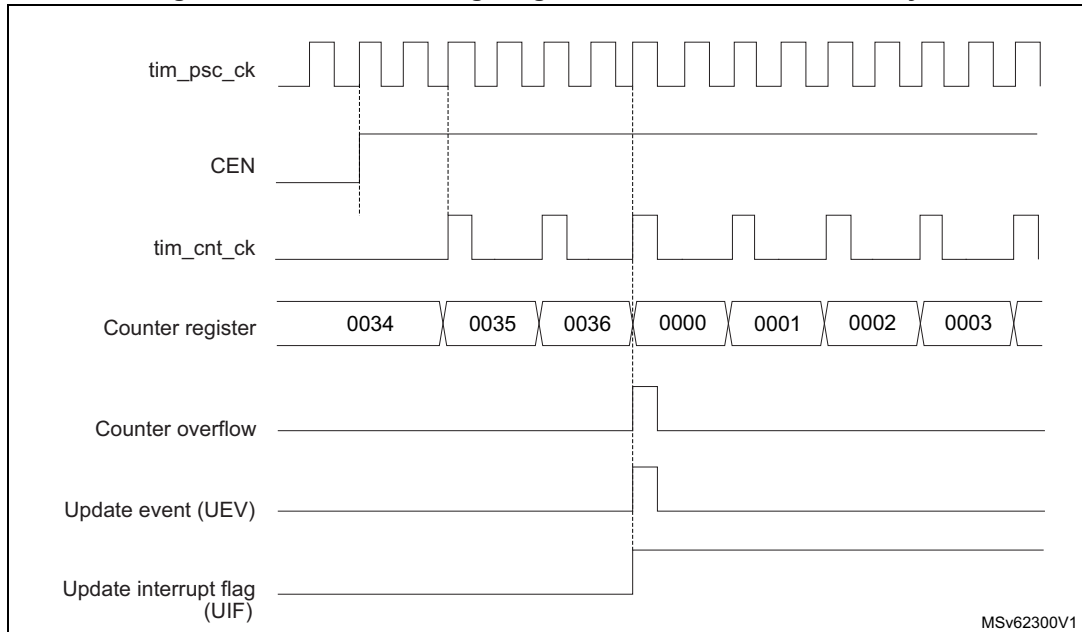 tim_psc_ck
CEN
tim_cnt_ck
Counter register 0034 0035 0036 0000 0001 0002 0003
Counter overflow
Update event (UEV)
Update interrupt flag
(UIF)
MSv62300V1